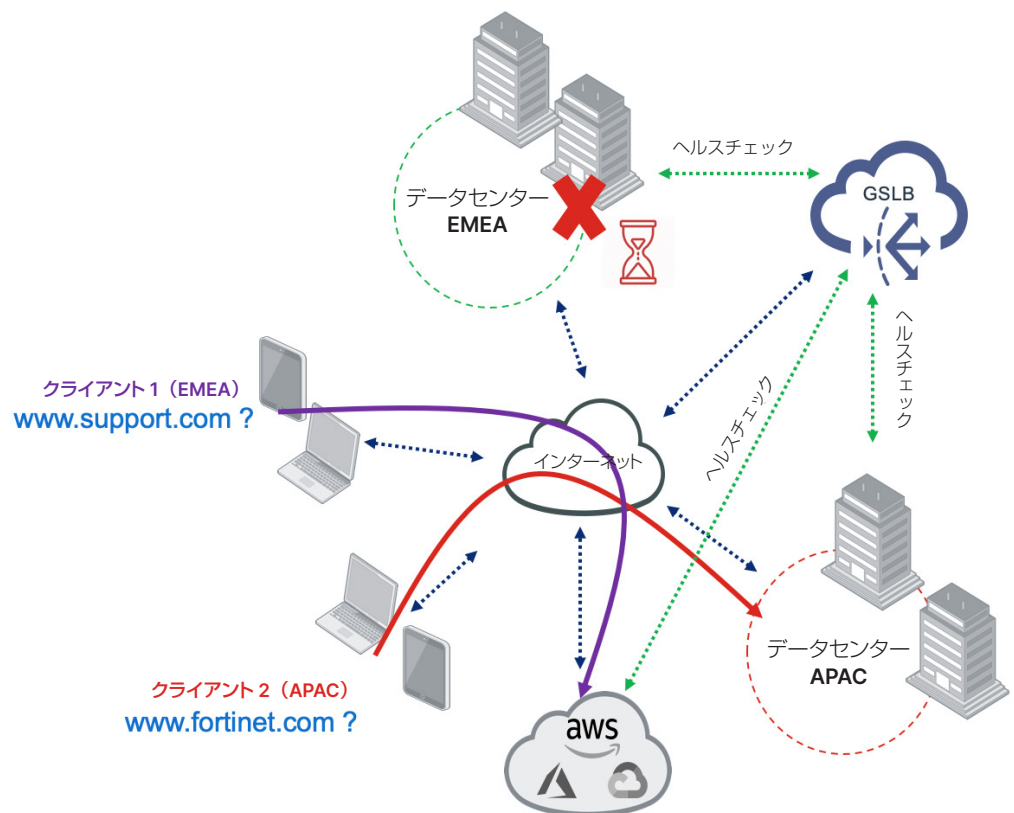 ヘルスチェック
GSLB
データセンター
EMEA
ヘルスチェック
クライアント 1（EMEA）
www.support.com ?
ヘルスチェック
インターネット
データセンター
APAC
クライアント 2（APAC）
www.fortinet.com ?
aws